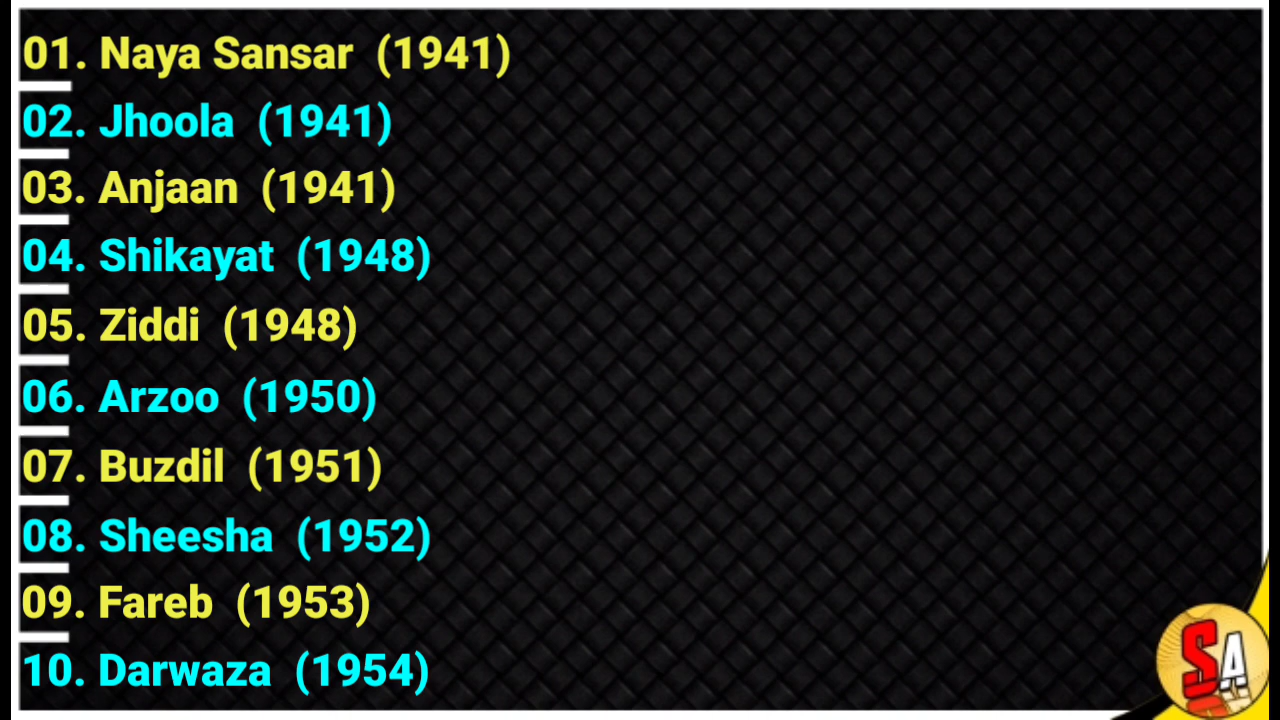 01. Naya Sansar (1941)
02. Jhoola (1941)
03. Anjaan (1941)
04. Shikayat (1948)
05. Ziddi (1948)
06. Arzoo (1950)
07. Buzdil (1951)
08. Sheesha (1952)
09. Fareb (1953)
10. Darwaza (1954)
SA